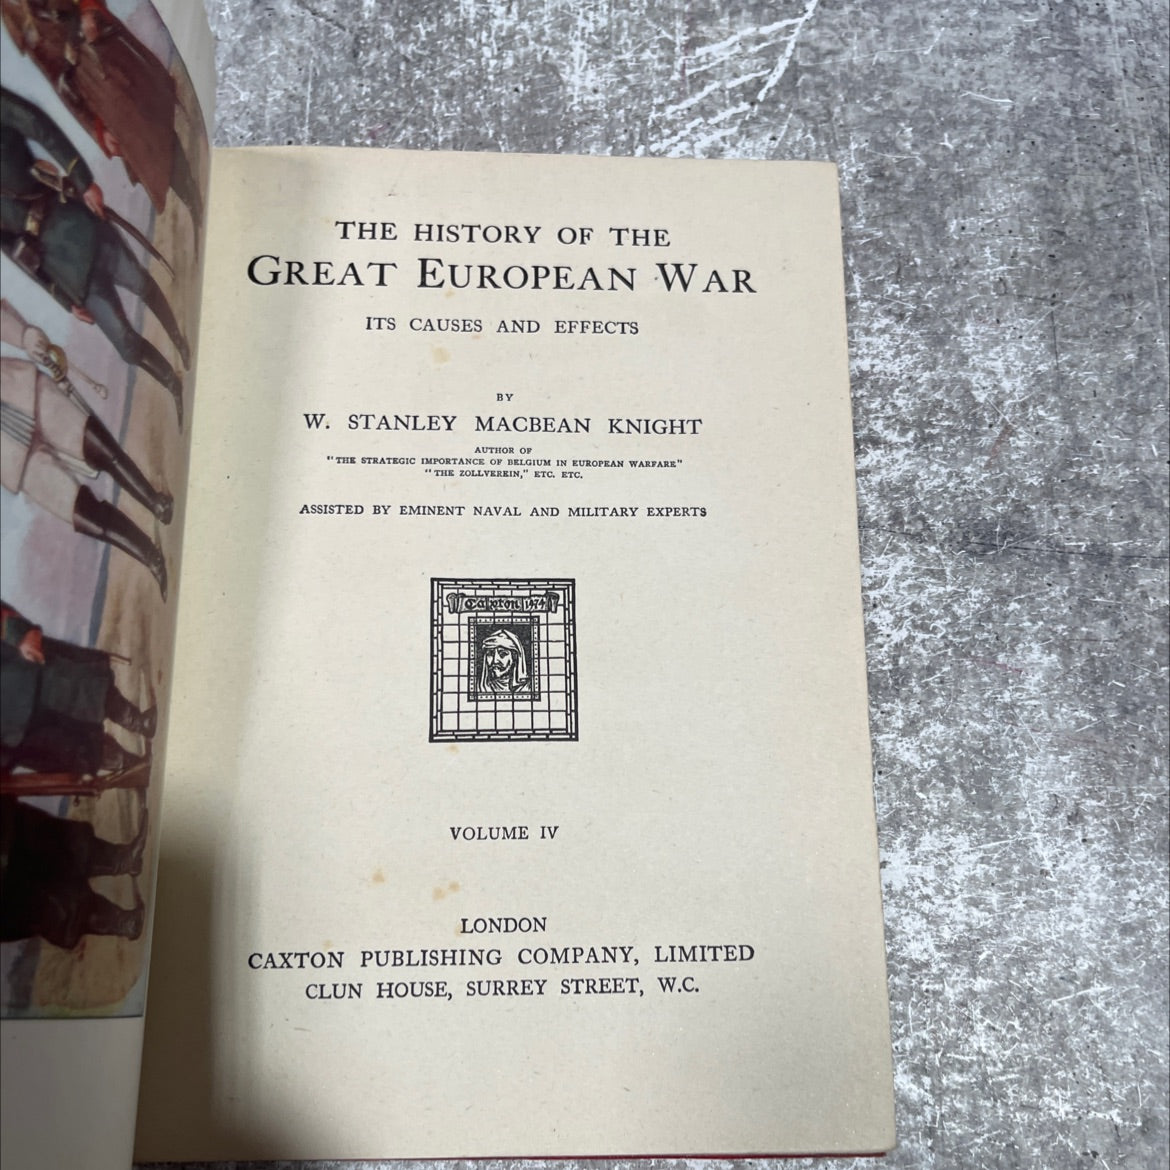 THE HISTORY OF THE
GREAT EUROPEAN WAR
ITS CAUSES AND EFFECTS
BY
W. STANLEY MACBEAN KNIGHT
AUTHOR OF
"THE STRATEGIC IMPORTANCE OF BELGIUM IN EUROPEAN WARFARE"
"THE ZOLLVEREIN," ETC. ETC.
ASSISTED BY EMINENT NAVAL AND MILITARY EXPERTS
Caxton 1474
VOLUME IV
LONDON
CAXTON PUBLISHING COMPANY, LIMITED
CLUN HOUSE, SURREY STREET, W.C.